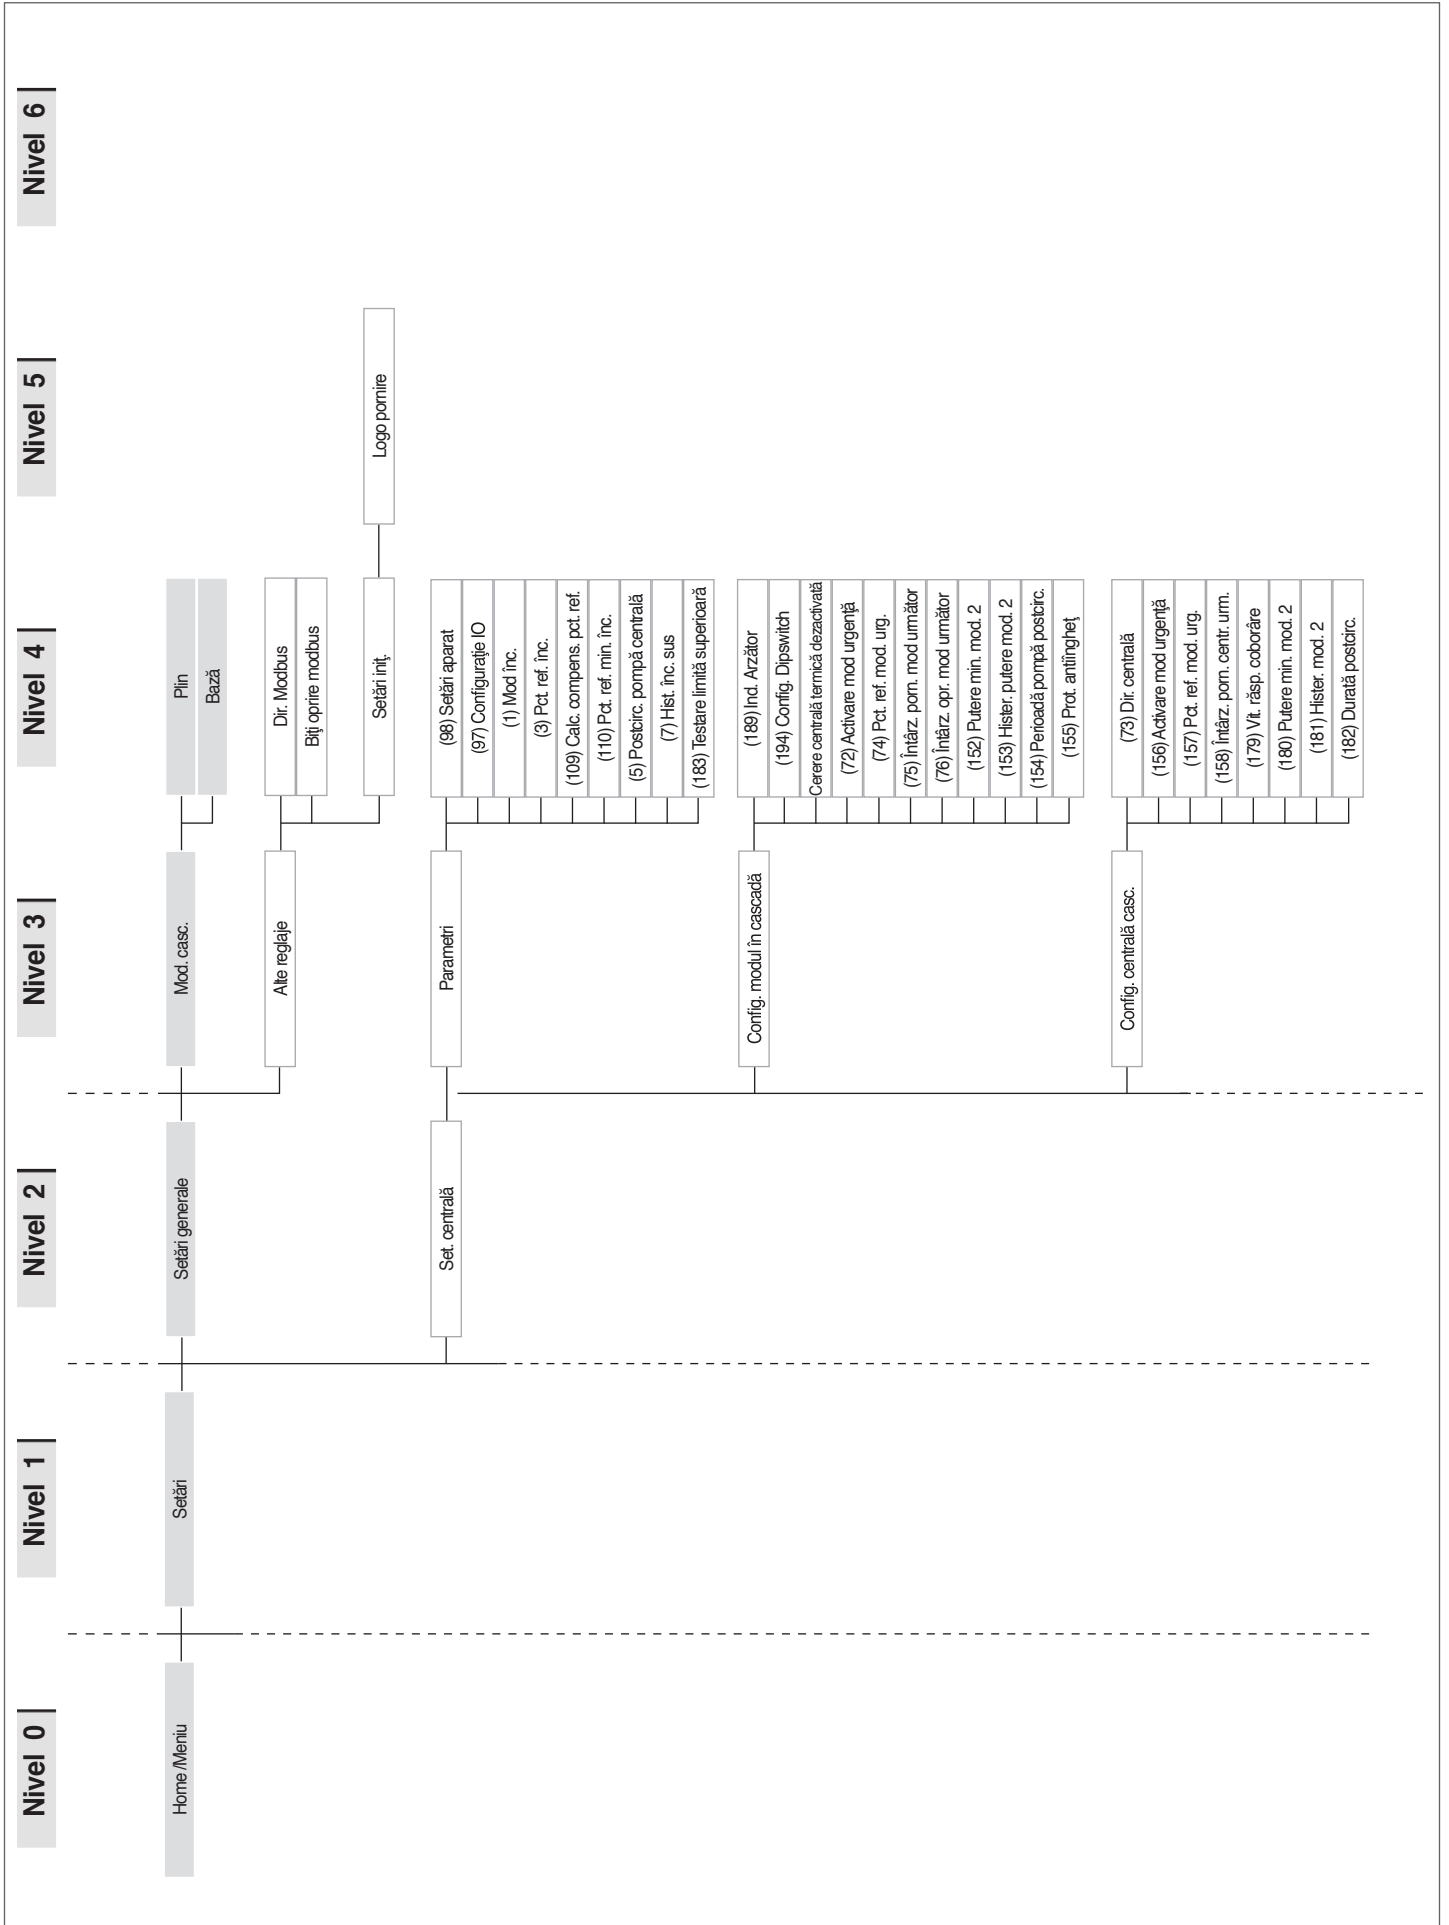 Nivel 0
Nivel 1
Nivel 2
Nivel 3
Nivel 4
Nivel 5
Nivel 6
Home /Meniu
Setări
Setări generale
Mod. casc.
Plin
Bază
Alte reglaje
Dir. Modbus
Biţi oprire modbus
Setări iniţ.
Logo pornire
Set. centrală
Parametri
(98) Setări aparat
(97) Configuraţie IO
(1) Mod înc.
(3) Pct. ref. înc.
(109) Calc. compens. pct. ref.
(110) Pct. ref. min. înc.
(5) Postcirc. pompă centrală
(7) Hist. înc. sus
(183) Testare limită superioară
Config. modul în cascadă
(189) Ind. Arzător
(194) Config. Dipswitch
Cerere centrală termică dezactivată
(72) Activare mod urgenţă
(74) Pct. ref. mod. urg.
(75) Întârz. porn. mod următor
(76) Întârz. opr. mod următor
(152) Putere min. mod. 2
(153) Hister. putere mod. 2
(154) Perioadă pompă postcirc.
(155) Prot. antiîngheţ
Config. centrală casc.
(73) Dir. centrală
(156) Activare mod urgenţă
(157) Pct. ref. mod. urg.
(158) Întârz. porn. centr. urm.
(179) Vit. răsp. coborâre
(180) Putere min. mod. 2
(181) Hister. mod. 2
(182) Durată postcirc.